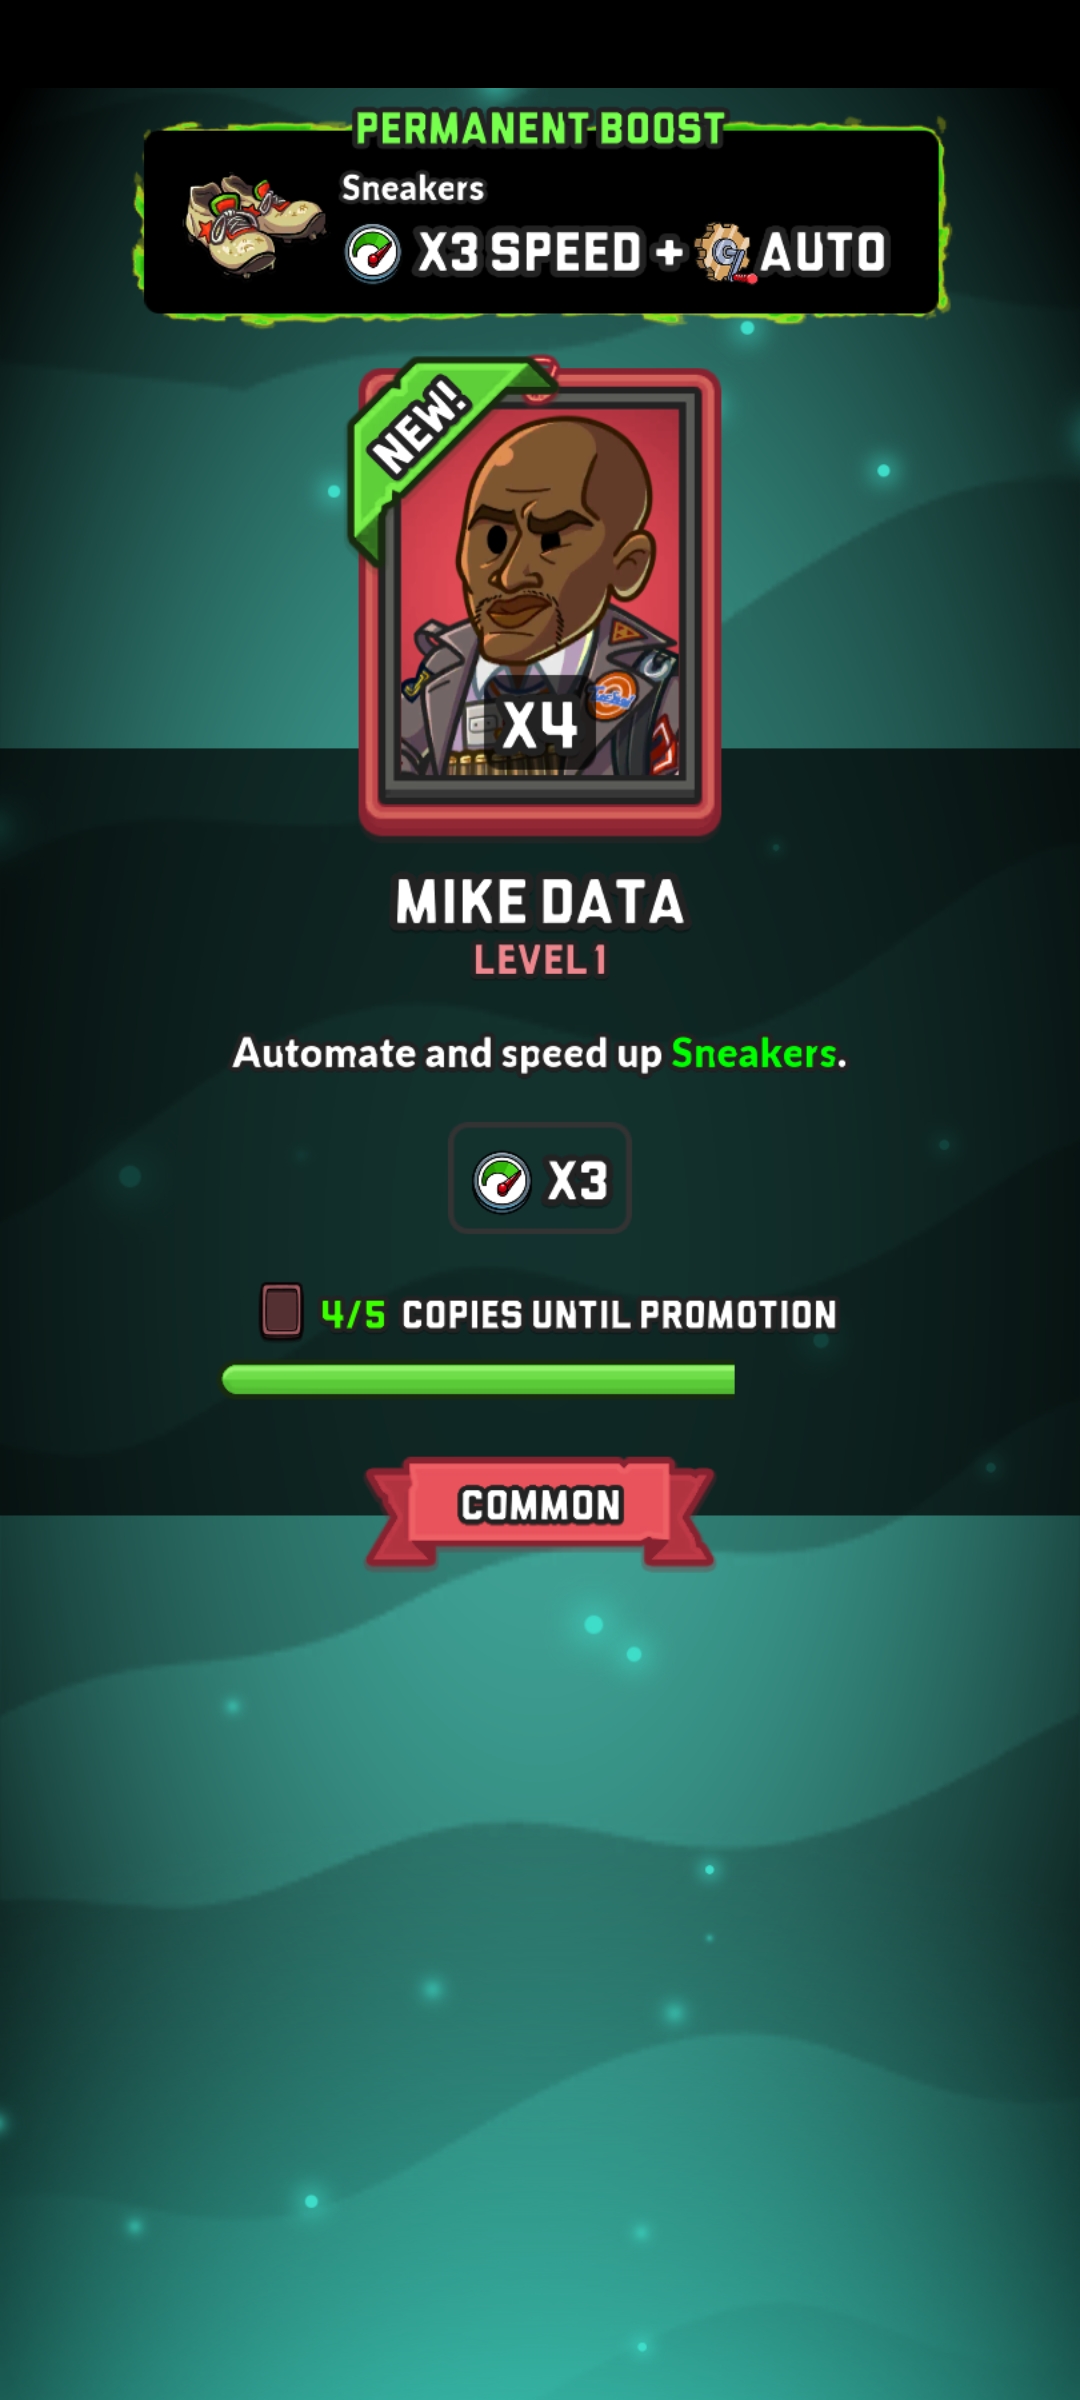 PERMANENT BOOST
Sneakers
X3 SPEED + AUTO
NEW!
X4
MIKE DATA
LEVEL 1
Automate and speed up Sneakers.
X3
4/5 COPIES UNTIL PROMOTION
COMMON